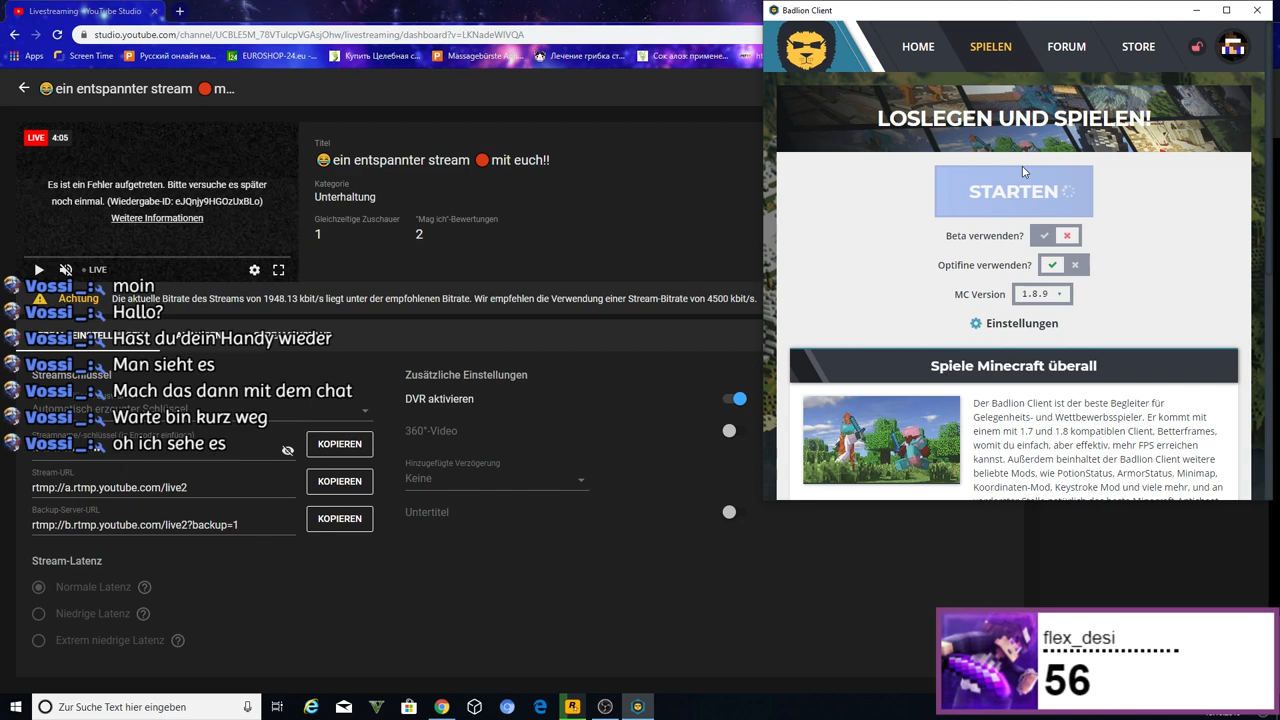 Livestreaming - YouTube Studio
studio.youtube.com/channel/UCBLE5M_78VTulcpVGAsjOhw/livestreaming/dashboard?v=LKNadeWlVQA
Apps
Screen Test
Русский онлайн ма...
EUROSHOP-24.de -...
Купить Целебная с...
Massagebürste A...
Лечение грибка ст...
Сок алоэ: примене...
ein entspannter stream 🔴m...
LIVE 4:05
Es ist ein Fehler aufgetreten. Bitte versuche es später
noch einmal. (Wiedergabe-ID: eJQnjy9HGOzUxBLo)
Weitere Informationen
LIVE
Titel
😂ein entspannter stream 🔴mit euch!!
Kategorie
Unterhaltung
Gleichzeitige Zuschauer
"Mag ich"-Bewertungen
1
2
Achtung
Die aktuelle Bitrate des Streams von 1948.13 kbit/s liegt unter der empfohlenen Bitrate. Wir empfehlen die Verwendung einer Stream-Bitrate von 4500 kbit/s.
Vossi_: moin
Vossi_: Hallo?
Vossi_: Hast du dein Handy wieder
Vossi_: Man sieht es
Vossi_: Mach das dann mit dem chat
Vossi_: Warte bin kurz weg
Vossi_: oh ich sehe es
Streamschlüssel
KOPIEREN
Stream-URL
rtmp://a.rtmp.youtube.com/live2
KOPIEREN
Backup-Server-URL
rtmp://b.rtmp.youtube.com/live2?backup=1
KOPIEREN
Stream-Latenz
Normale Latenz
Niedrige Latenz
Extrem niedrige Latenz
Zusätzliche Einstellungen
DVR aktivieren
360°-Video
Hinzugefügte Verzögerung
Keine
Untertitel
Badlion Client
HOME
SPIELEN
FORUM
STORE
LOSLEGEN UND SPIELEN!
STARTEN
Beta verwenden?
Optifine verwenden?
MC Version
1.8.9
Einstellungen
Spiele Minecraft überall
Der Badlion Client ist der beste Begleiter für
Gelegenheits- und Wettbewerbsspieler. Er kommt mit
einem mit 1.7 und 1.8 kompatiblen Client, Betterframes,
womit du einfach, aber effektiv, mehr FPS erreichen
kannst. Außerdem beinhaltet der Badlion Client weitere
beliebte Mods, wie PotionStatus, ArmorStatus, Minimap,
Koordinaten-Mod, Keystroke Mod und viele mehr, und an
flex_desi
56
Zur Suche Text hier eingeben